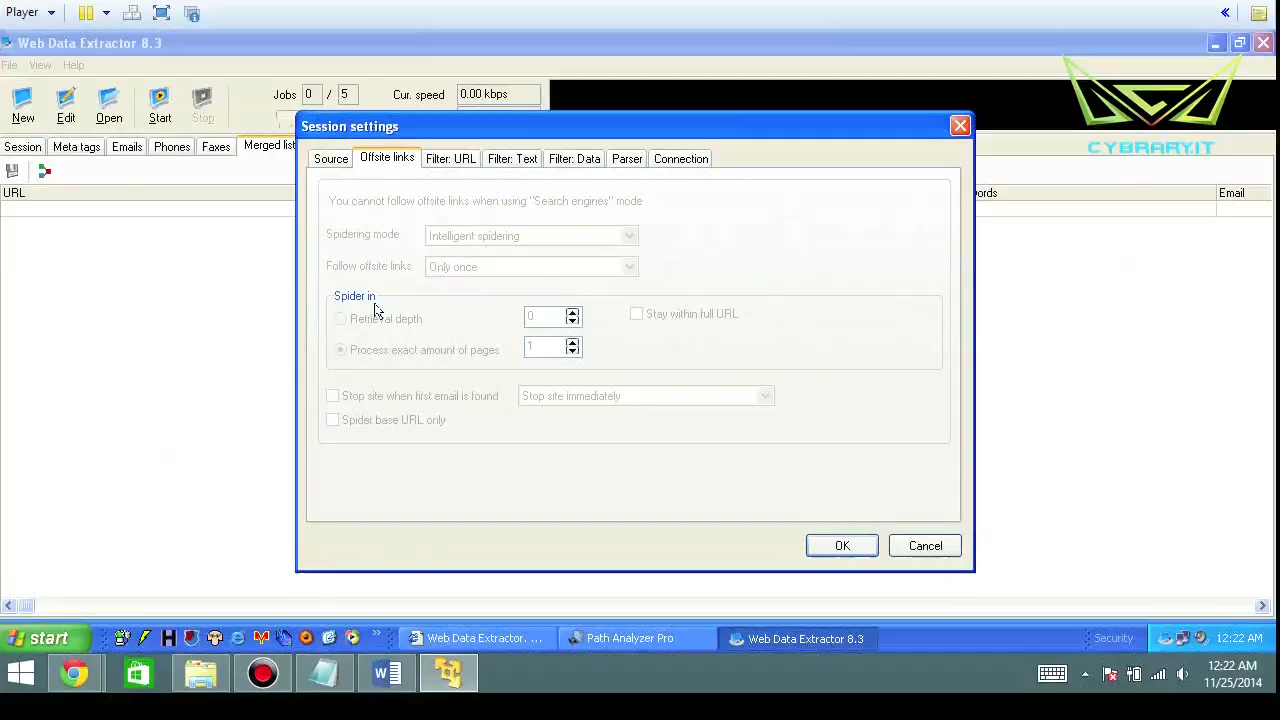 Player
Web Data Extractor 8.3
File View Help
New Edit Open Start Stop
Jobs 0 / 5 Cur. speed 0.00 kbps
CYBRARY.IT
Session Meta tags Emails Phones Faxes Merged list
URL
Email
Session settings
Source Offsite links Filter: URL Filter: Text Filter: Data Parser Connection
You cannot follow offsite links when using "Search engines" mode
Spidering mode Intelligent spidering
Follow offsite links Only once
Spider in
Retrieval depth 0 Stay within full URL
Process exact amount of pages 1
Stop site when first email is found Stop site immediately
Spider base URL only
OK Cancel
start Web Data Extractor. ... Path Analyzer Pro Web Data Extractor 8.3 Security 12:22 AM
12:22 AM
11/25/2014